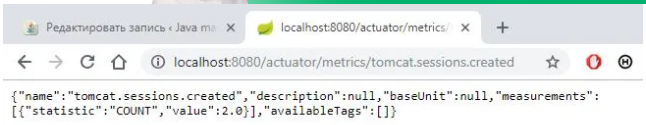 Редактировать запись ‹ Java ma
localhost:8080/actuator/metrics/
localhost:8080/actuator/metrics/tomcat.sessions.created
{"name":"tomcat.sessions.created","description":null,"baseUnit":null,"measurements":
[{"statistic":"COUNT","value":2.0}],"availableTags":[]}